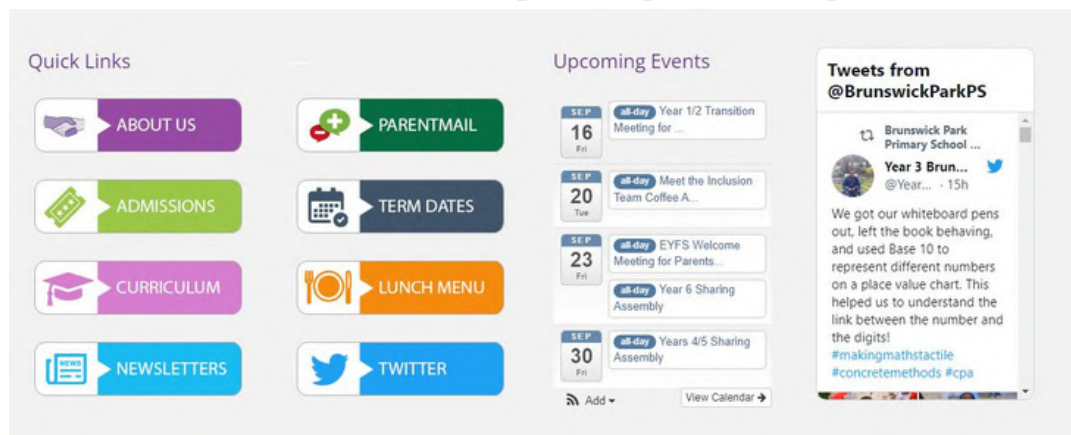 Quick Links
ABOUT US
PARENTMAIL
ADMISSIONS
TERM DATES
CURRICULUM
LUNCH MENU
NEWS
NEWSLETTERS
TWITTER
Upcoming Events
SEP
16
Fri
all-day Year 1/2 Transition
Meeting for ...
SEP
20
Tue
all-day Meet the Inclusion
Team Coffee A...
SEP
23
Fri
all-day EYFS Welcome
Meeting for Parents...
all-day Year 6 Sharing
Assembly
SEP
30
Fri
all-day Years 4/5 Sharing
Assembly
Add
View Calendar
Tweets from
@BrunswickParkPS
Brunswick Park
Primary School ...
Year 3 Brun...
@Year... · 15h
We got our whiteboard pens
out, left the book behaving,
and used Base 10 to
represent different numbers
on a place value chart. This
helped us to understand the
link between the number and
the digits!
#makingmathstactile
#concretemethods #cpa